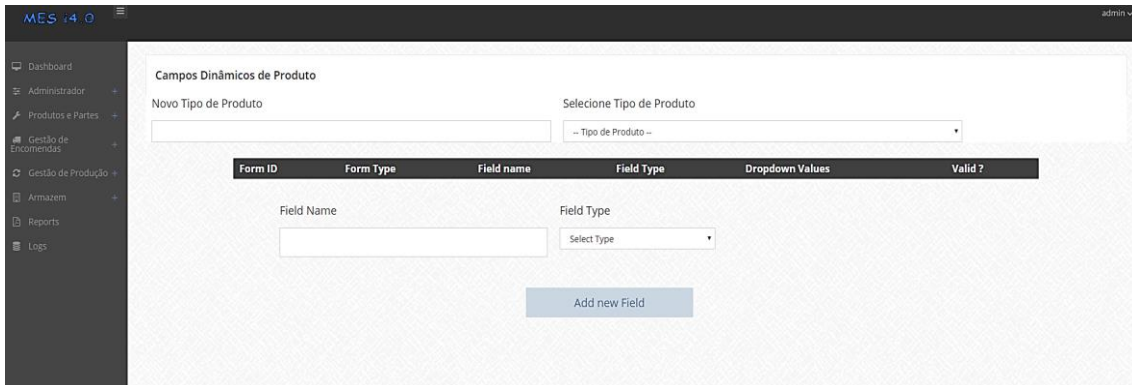 MES i4.0
admin
Dashboard
Administrador +
Produtos e Partes +
Gestão de
Encomendas +
Gestão de Produção +
Armazem +
Reports
Logs
Campos Dinâmicos de Produto
Novo Tipo de Produto
Selecione Tipo de Produto
-- Tipo de Produto --
Form ID Form Type Field name Field Type Dropdown Values Valid ?
Field Name
Field Type
Select Type
Add new Field